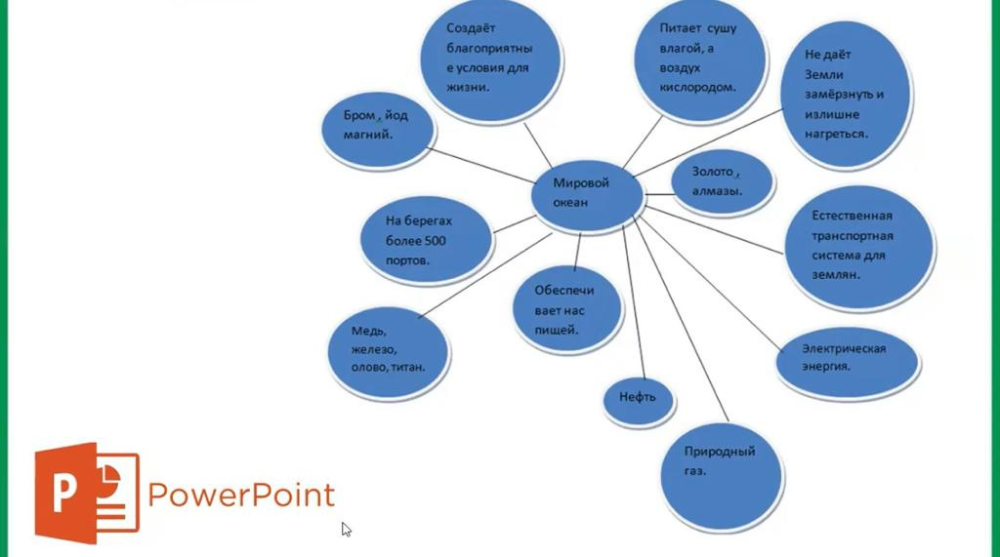 Создаёт
благоприятны
е условия для
жизни.
Питает сушу
влагой, а
воздух
кислородом.
Не даёт
Земли
замёрзнуть и
излишне
нагреться.
Бром , йод
магний.
Мировой
океан
Золото ,
алмазы.
На берегах
более 500
портов.
Естественная
транспортная
система для
землян.
Обеспечи
вает нас
пищей.
Медь,
железо,
олово, титан.
Электрическая
энергия.
Нефть
Природный
газ.
P
PowerPoint